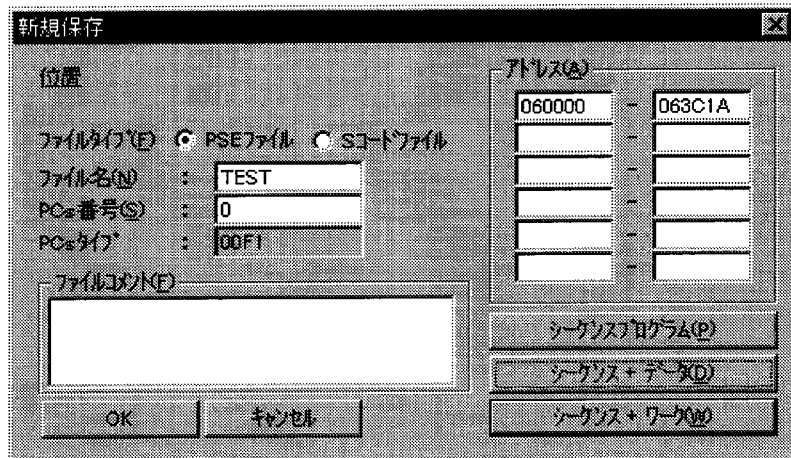 新規保存
位置
ファイルタイプ(E) PSEファイル Sコードファイル
ファイル名(N) : TEST
PCs番号(S) : 0
PCsタイプ : 00F1
ファイルコメント(F)
OK キャンセル
アドレス(A)
060000 - 063C1A
-
-
-
-
-
シーケンスプログラム(P)
シーケンス + データ(D)
シーケンス + ワーク(W)